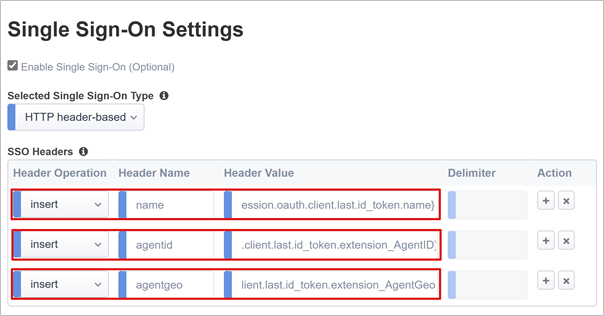 Single Sign-On Settings
Enable Single Sign-On (Optional)
Selected Single Sign-On Type
HTTP header-based
SSO Headers
Header Operation Header Name Header Value Delimiter Action
insert name ession.oauth.client.last.id_token.name} + ×
insert agentid .client.last.id_token.extension_AgentID} + ×
insert agentgeo lient.last.id_token.extension_AgentGeo + ×